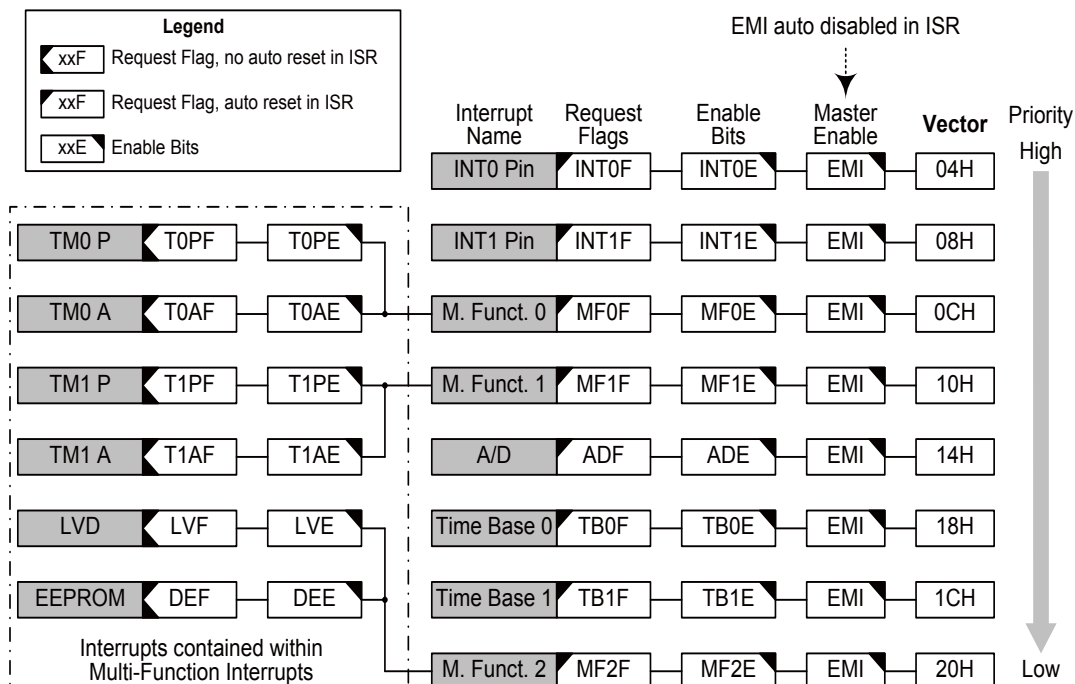 Legend
xxF Request Flag, no auto reset in ISR
xxF Request Flag, auto reset in ISR
xxE Enable Bits
EMI auto disabled in ISR
Interrupt Name Request Flags Enable Bits Master Enable Vector Priority
High
INT0 Pin INT0F INT0E EMI 04H
TM0 P T0PF T0PE INT1 Pin INT1F INT1E EMI 08H
TM0 A T0AF T0AE M. Funct. 0 MF0F MF0E EMI 0CH
TM1 P T1PF T1PE M. Funct. 1 MF1F MF1E EMI 10H
TM1 A T1AF T1AE A/D ADF ADE EMI 14H
LVD LVF LVE Time Base 0 TB0F TB0E EMI 18H
EEPROM DEF DEE Time Base 1 TB1F TB1E EMI 1CH
Interrupts contained within
Multi-Function Interrupts
M. Funct. 2 MF2F MF2E EMI 20H Low